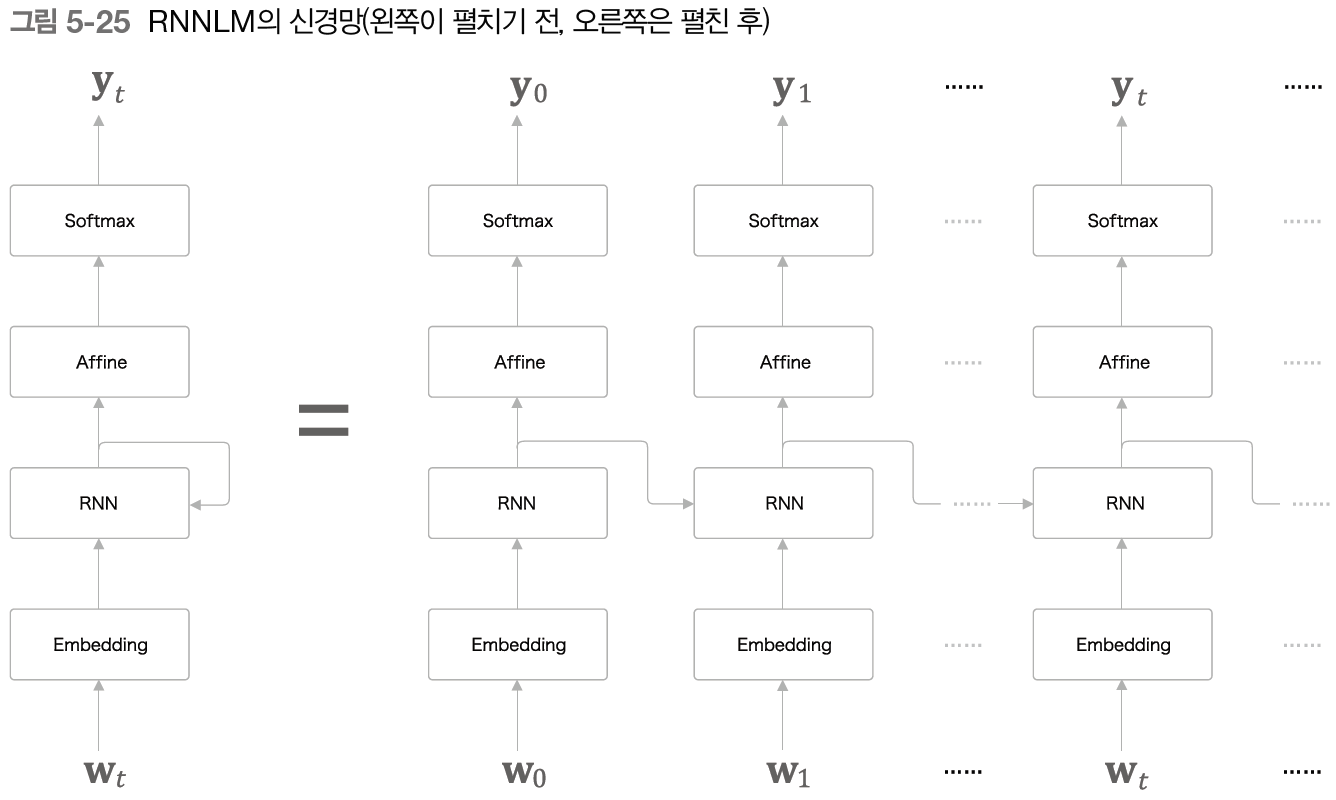 그림 5-25 RNNLM의 신경망(왼쪽이 펼치기 전, 오른쪽은 펼친 후)
y_t y_0 y_1 …… y_t ……
Softmax Softmax Softmax …… Softmax ……
Affine Affine Affine …… Affine ……
=
RNN RNN RNN …… RNN ……
Embedding Embedding Embedding …… Embedding ……
w_t w_0 w_1 …… w_t ……